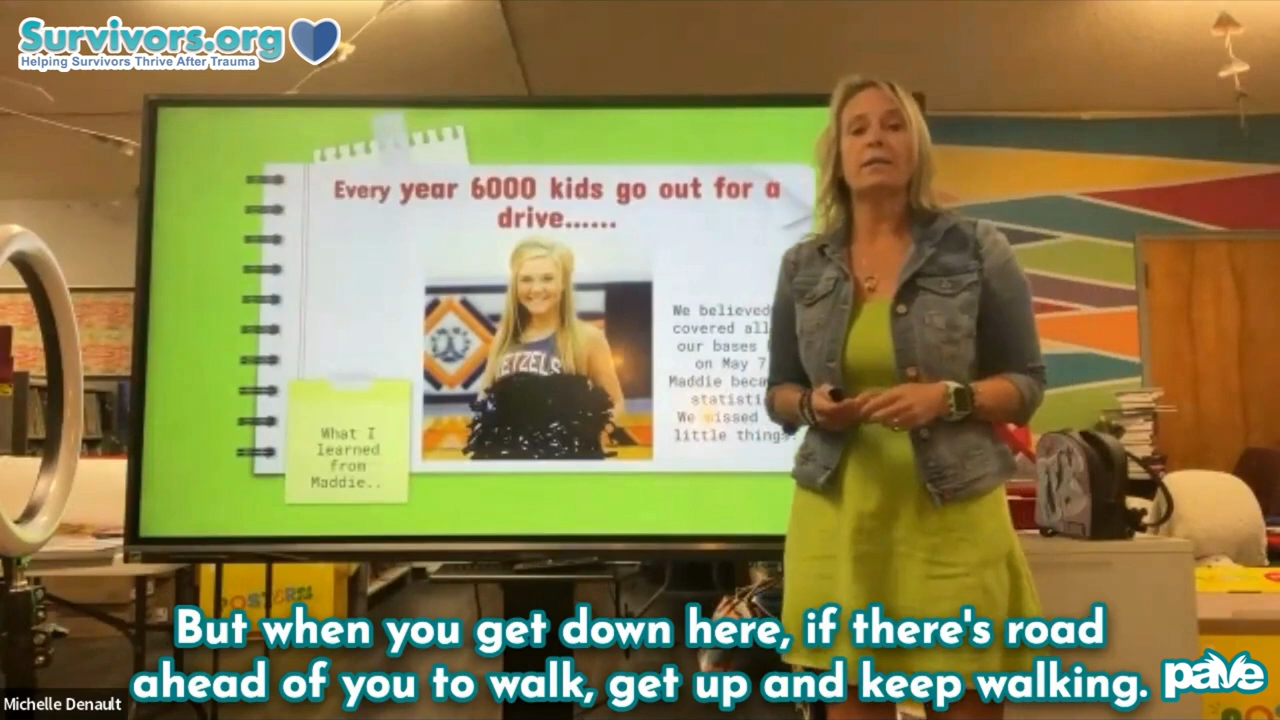 Survivors.org
Helping Survivors Thrive After Trauma
Every year 6000 kids go out for a
drive......
We believed
covered all
our bases
on May 7
Maddie
statisti
We missed
little things.
What I
learned
from
Maddie..
ETZELS
POSTERS!
But when you get down here, if there's road
ahead of you to walk, get up and keep walking.
pave
Michelle Denault